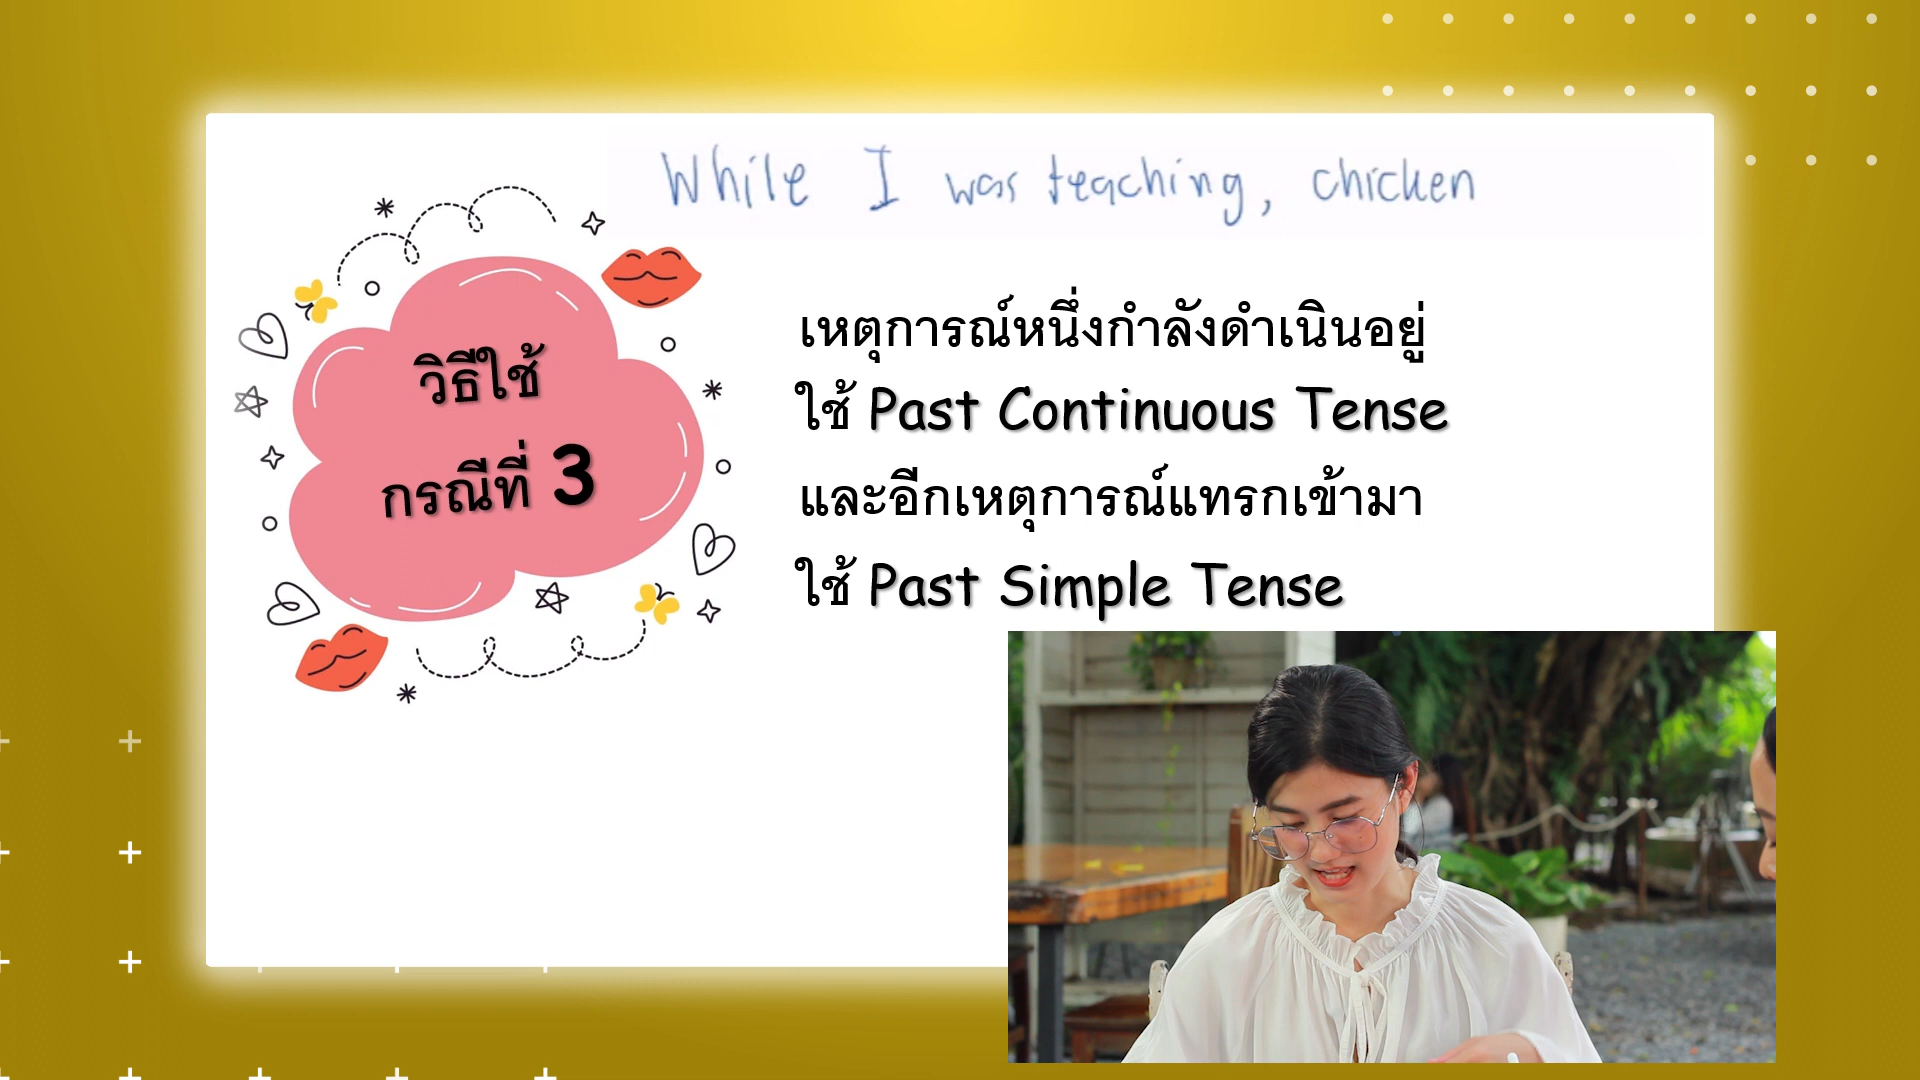 While I was teaching, chicken
วิธีใช้
กรณีที่ 3
เหตุการณ์หนึ่งกำลังดำเนินอยู่
ใช้ Past Continuous Tense
และอีกเหตุการณ์แทรกเข้ามา
ใช้ Past Simple Tense